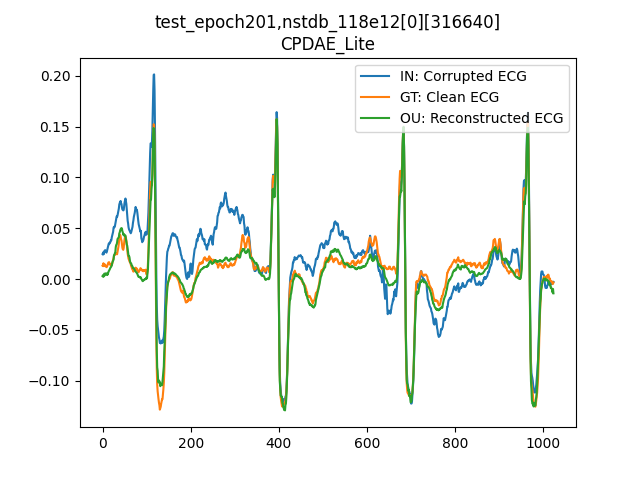 test_epoch201,nstdb_118e12[0][316640]
CPDAE_Lite
IN: Corrupted ECG
GT: Clean ECG
OU: Reconstructed ECG
0.20
0.15
0.10
0.05
0.00
−0.05
−0.10
0 200 400 600 800 1000